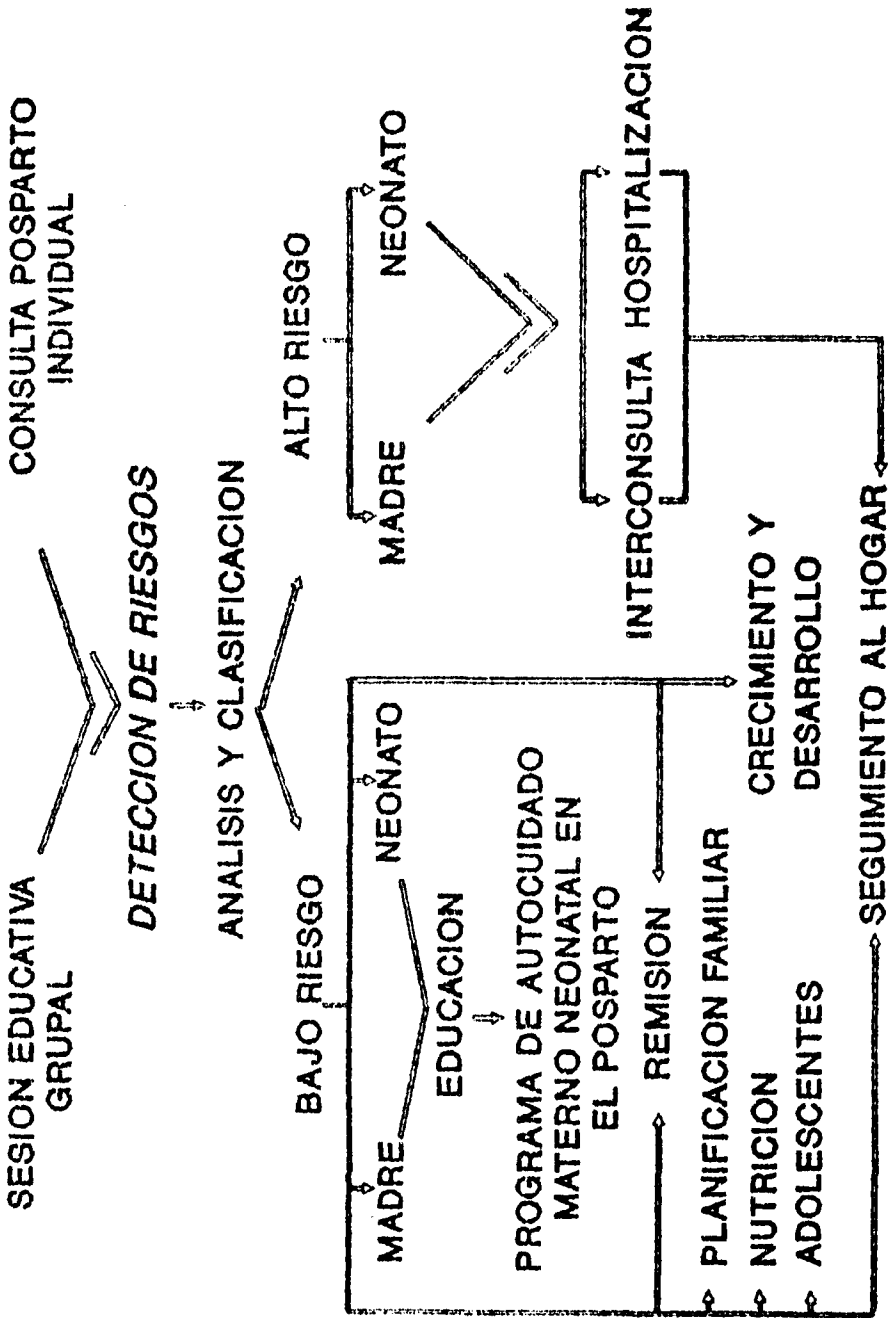 SESION EDUCATIVA
GRUPAL
CONSULTA POSPARTO
INDIVIDUAL
DETECCION DE RIESGOS
ANALISIS Y CLASIFICACION
BAJO RIESGO
ALTO RIESGO
MADRE
NEONATO
MADRE
NEONATO
EDUCACION
PROGRAMA DE AUTOCUIDADO
MATERNO NEONATAL EN
EL POSPARTO
INTERCONSULTA
HOSPITALIZACION
REMISION
PLANIFICACION FAMILIAR
NUTRICION
ADOLESCENTES
CRECIMIENTO Y
DESARROLLO
SEGUIMIENTO AL HOGAR